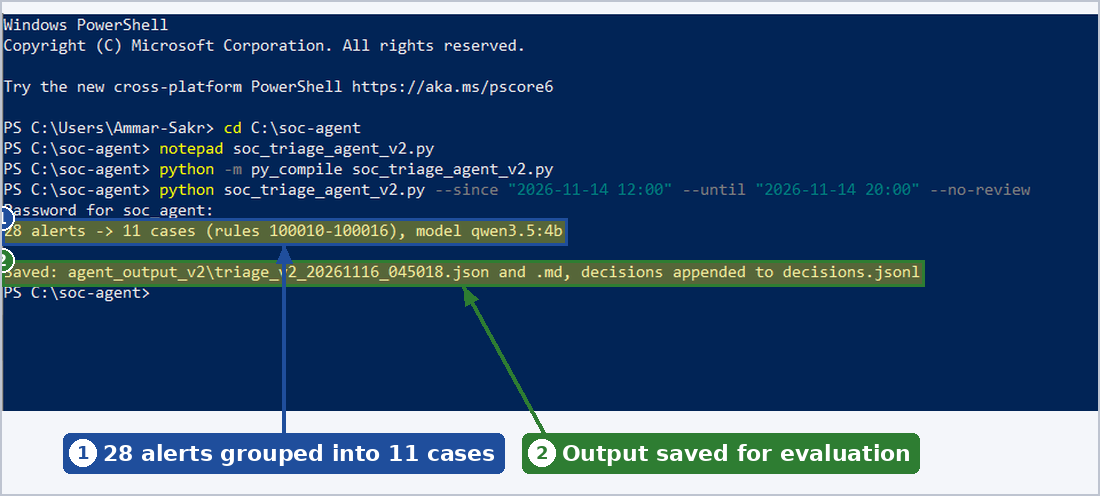 Windows PowerShell
Copyright (C) Microsoft Corporation. All rights reserved.
Try the new cross-platform PowerShell https://aka.ms/pscore6
PS C:\Users\Ammar-Sakr> cd C:\soc-agent
PS C:\soc-agent> notepad soc_triage_agent_v2.py
PS C:\soc-agent> python -m py_compile soc_triage_agent_v2.py
PS C:\soc-agent> python soc_triage_agent_v2.py --since "2026-11-14 12:00" --until "2026-11-14 20:00" --no-review
Password for soc_agent:
1
28 alerts -> 11 cases (rules 100010-100016), model qwen3.5:4b
2
Saved: agent_output_v2\triage_v2_20261116_045018.json and .md, decisions appended to decisions.jsonl
PS C:\soc-agent>
1 28 alerts grouped into 11 cases
2 Output saved for evaluation